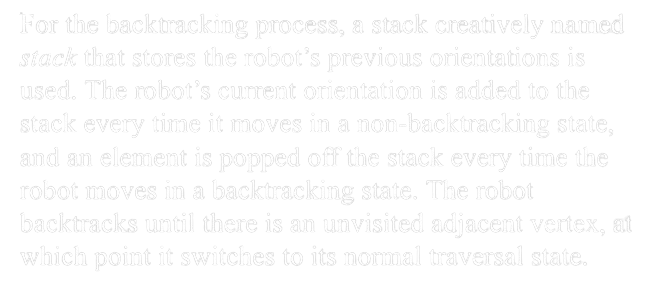 For the backtracking process, a stack creatively named
stack that stores the robot's previous orientations is
used. The robot's current orientation is added to the
stack every time it moves in a non-backtracking state,
and an element is popped off the stack every time the
robot moves in a backtracking state. The robot
backtracks until there is an unvisited adjacent vertex, at
which point it switches to its normal traversal state.